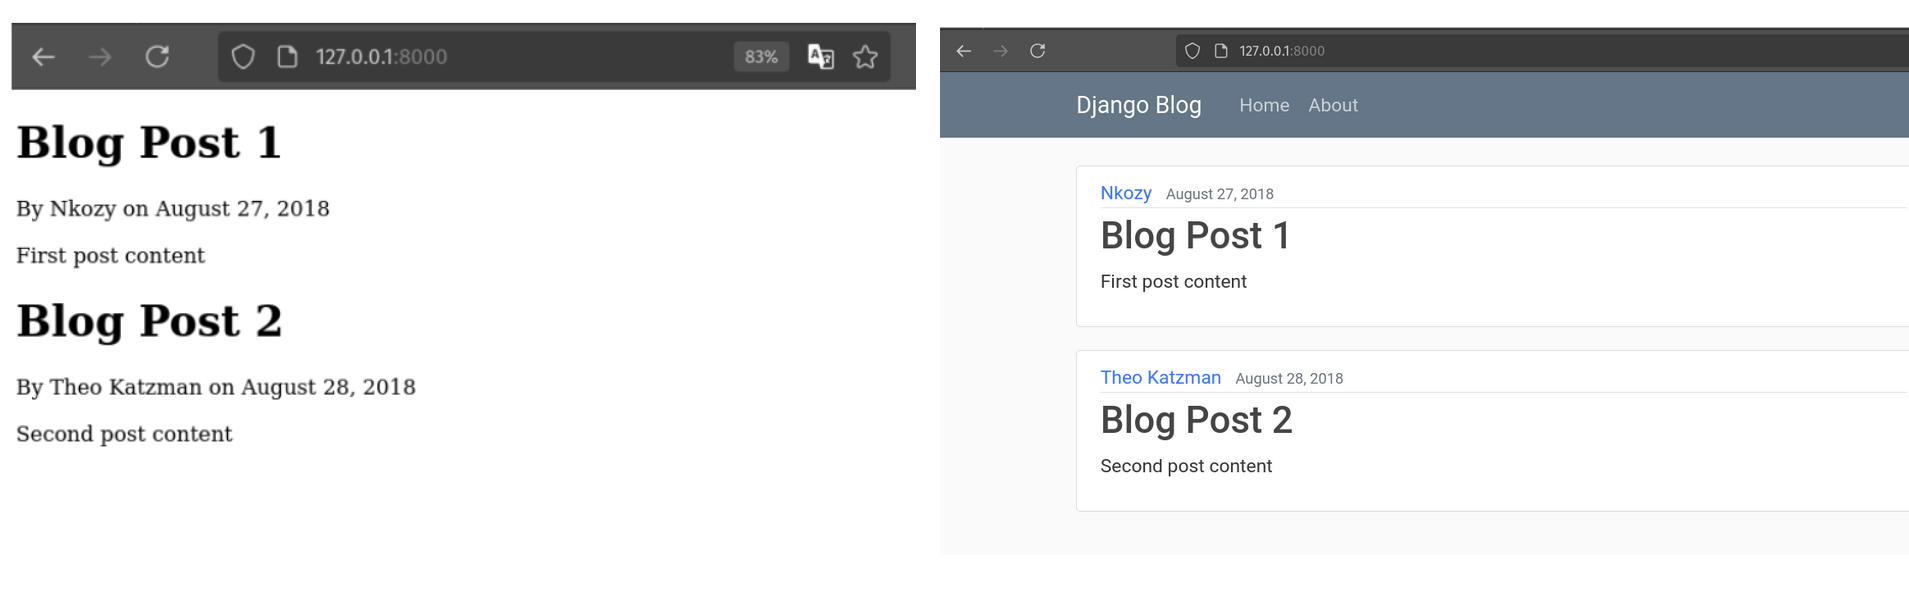 127.0.0.1:8000
83%
Blog Post 1
By Nkozy on August 27, 2018
First post content
Blog Post 2
By Theo Katzman on August 28, 2018
Second post content
127.0.0.1:8000
Django Blog Home About
Nkozy August 27, 2018
Blog Post 1
First post content
Theo Katzman August 28, 2018
Blog Post 2
Second post content